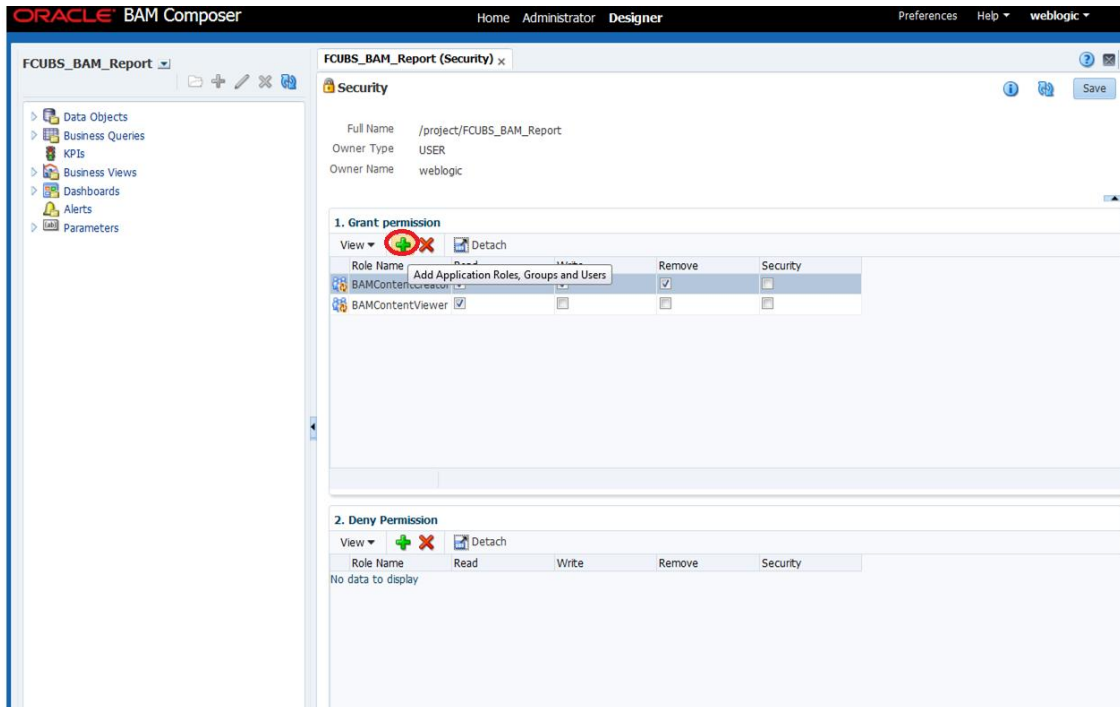 ORACLE BAM Composer Home Administrator Designer Preferences Help weblogic
FCUBS_BAM_Report
FCUBS_BAM_Report (Security)
Security Save
Full Name /project/FCUBS_BAM_Report
Owner Type USER
Owner Name weblogic
Data Objects
Business Queries
KPIs
Business Views
Dashboards
Alerts
Parameters
1. Grant permission
View Detach
Role Name Remove Security
Add Application Roles, Groups and Users
BAMContentCreator
BAMContentViewer
2. Deny Permission
View Detach
Role Name Read Write Remove Security
No data to display